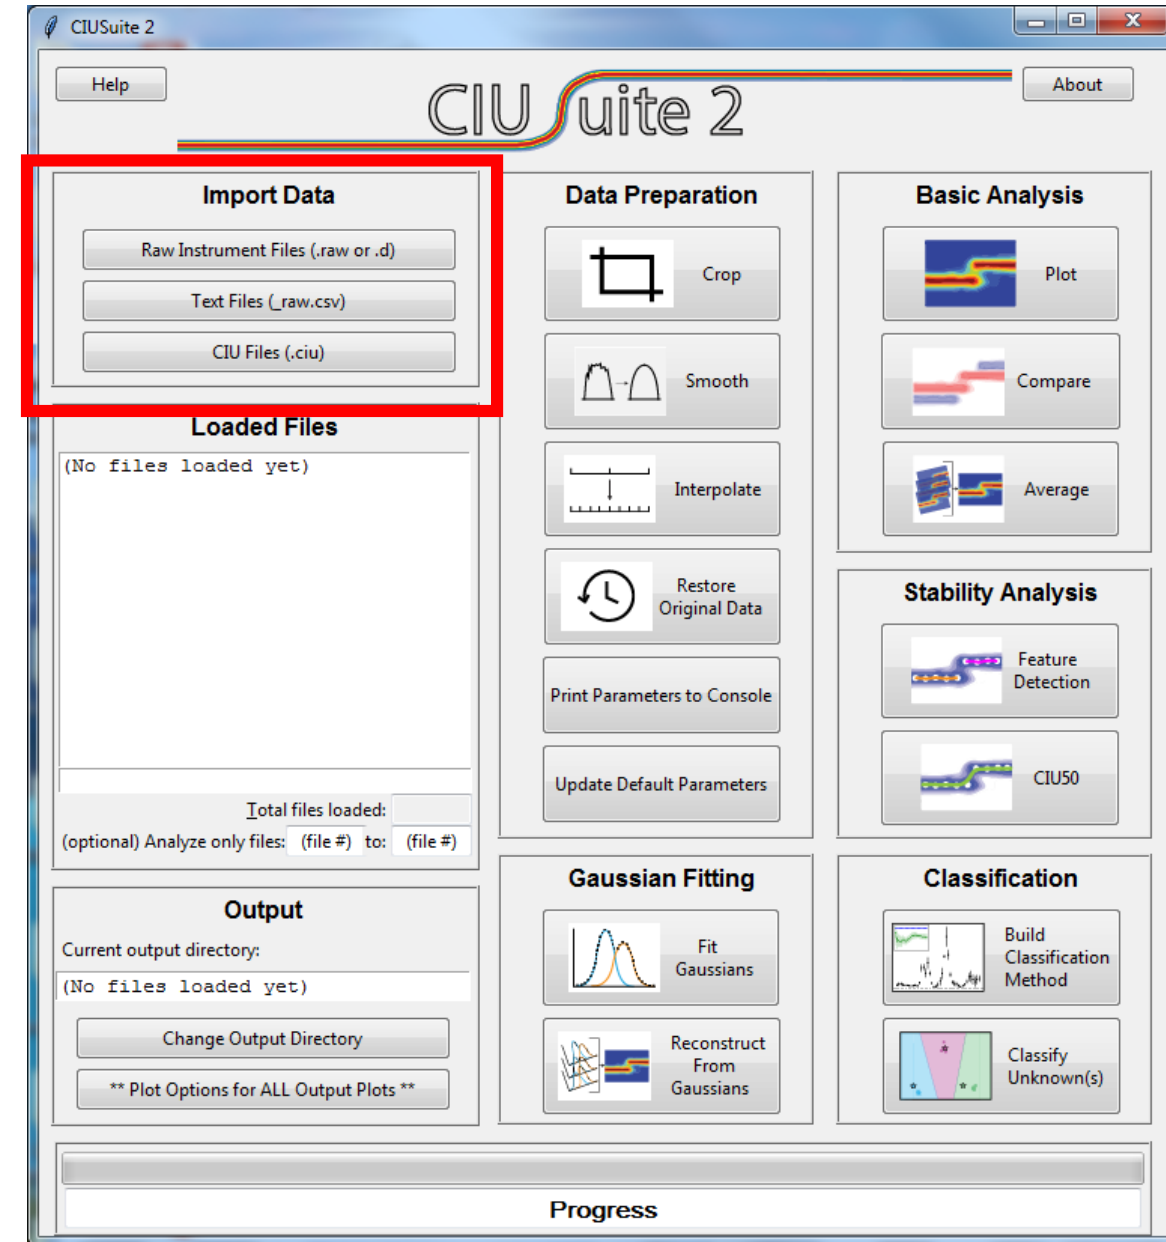 CIUSuite 2
Help
CIUSuite 2
About
Import Data
Raw Instrument Files (.raw or .d)
Text Files (_raw.csv)
CIU Files (.ciu)
Loaded Files
(No files loaded yet)
Total files loaded:
(optional) Analyze only files: (file #) to: (file #)
Output
Current output directory:
(No files loaded yet)
Change Output Directory
** Plot Options for ALL Output Plots **
Data Preparation
Crop
Smooth
Interpolate
Restore
Original Data
Print Parameters to Console
Update Default Parameters
Gaussian Fitting
Fit
Gaussians
Reconstruct
From
Gaussians
Basic Analysis
Plot
Compare
Average
Stability Analysis
Feature
Detection
CIU50
Classification
Build
Classification
Method
Classify
Unknown(s)
Progress